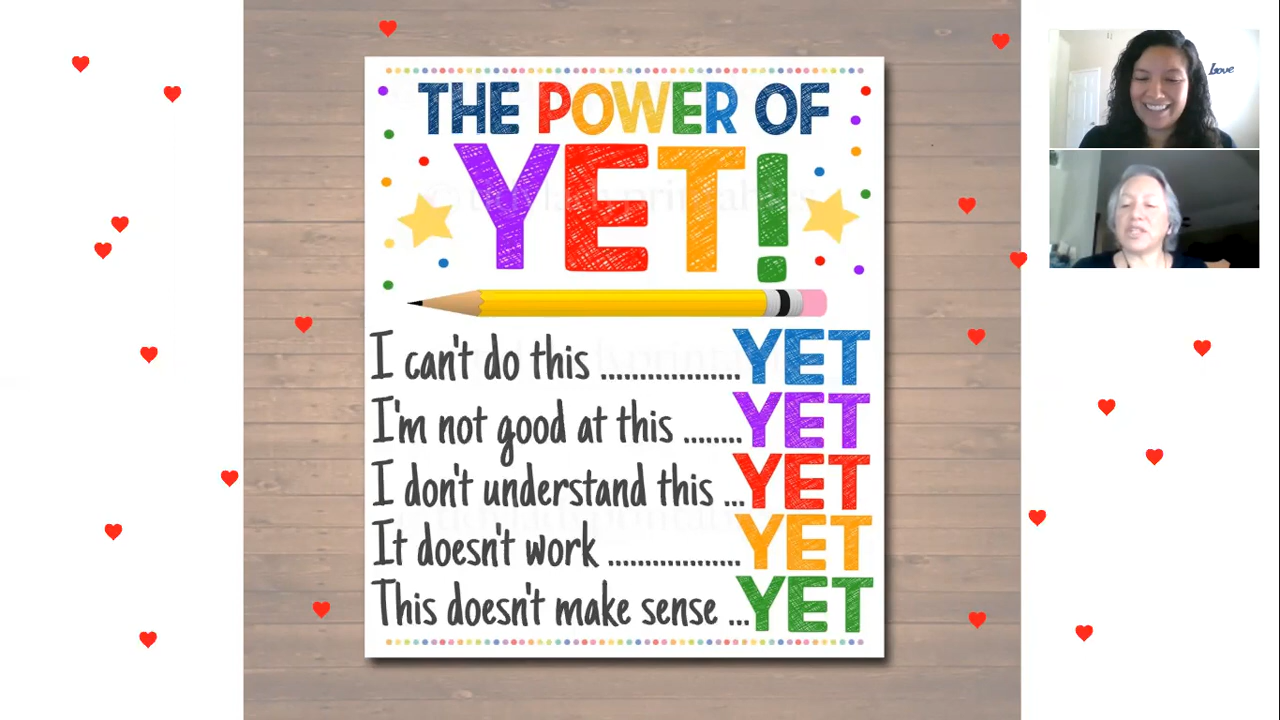 THE POWER OF
YET!
I can't do this ..................YET
I'm not good at this ........YET
I don't understand this ...YET
It doesn't work .................YET
This doesn't make sense ...YET
Love